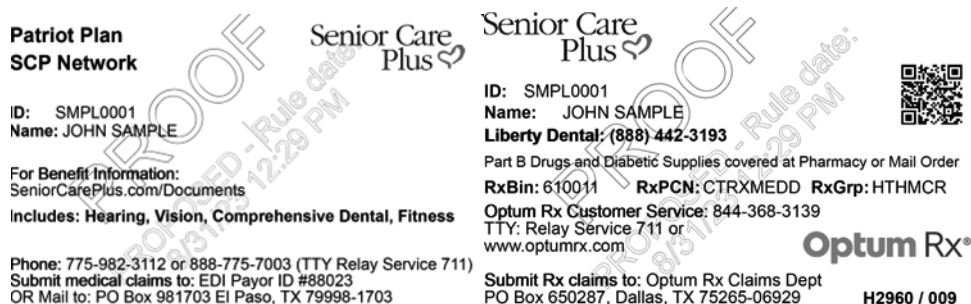 Patriot Plan
SCP Network
Senior Care
Plus
ID: SMPL0001
Name: JOHN SAMPLE
For Benefit Information:
SeniorCarePlus.com/Documents
Includes: Hearing, Vision, Comprehensive Dental, Fitness
Phone: 775-982-3112 or 888-775-7003 (TTY Relay Service 711)
Submit medical claims to: EDI Payor ID #88023
OR Mail to: PO Box 981703 El Paso, TX 79998-1703
PROOF
PROPOSED - Rule date:
8/31/23 12:29 PM
Senior Care
Plus
ID: SMPL0001
Name: JOHN SAMPLE
Liberty Dental: (888) 442-3193
Part B Drugs and Diabetic Supplies covered at Pharmacy or Mail Order
RxBin: 610011 RxPCN: CTRXMEDD RxGrp: HTHMCR
Optum Rx Customer Service: 844-368-3139
TTY: Relay Service 711 or
www.optumrx.com
Optum Rx®
Submit Rx claims to: Optum Rx Claims Dept
PO Box 650287, Dallas, TX 75265-069220
H2960 / 009
PROOF
PROPOSED - Rule date:
8/31/23 12:29 PM